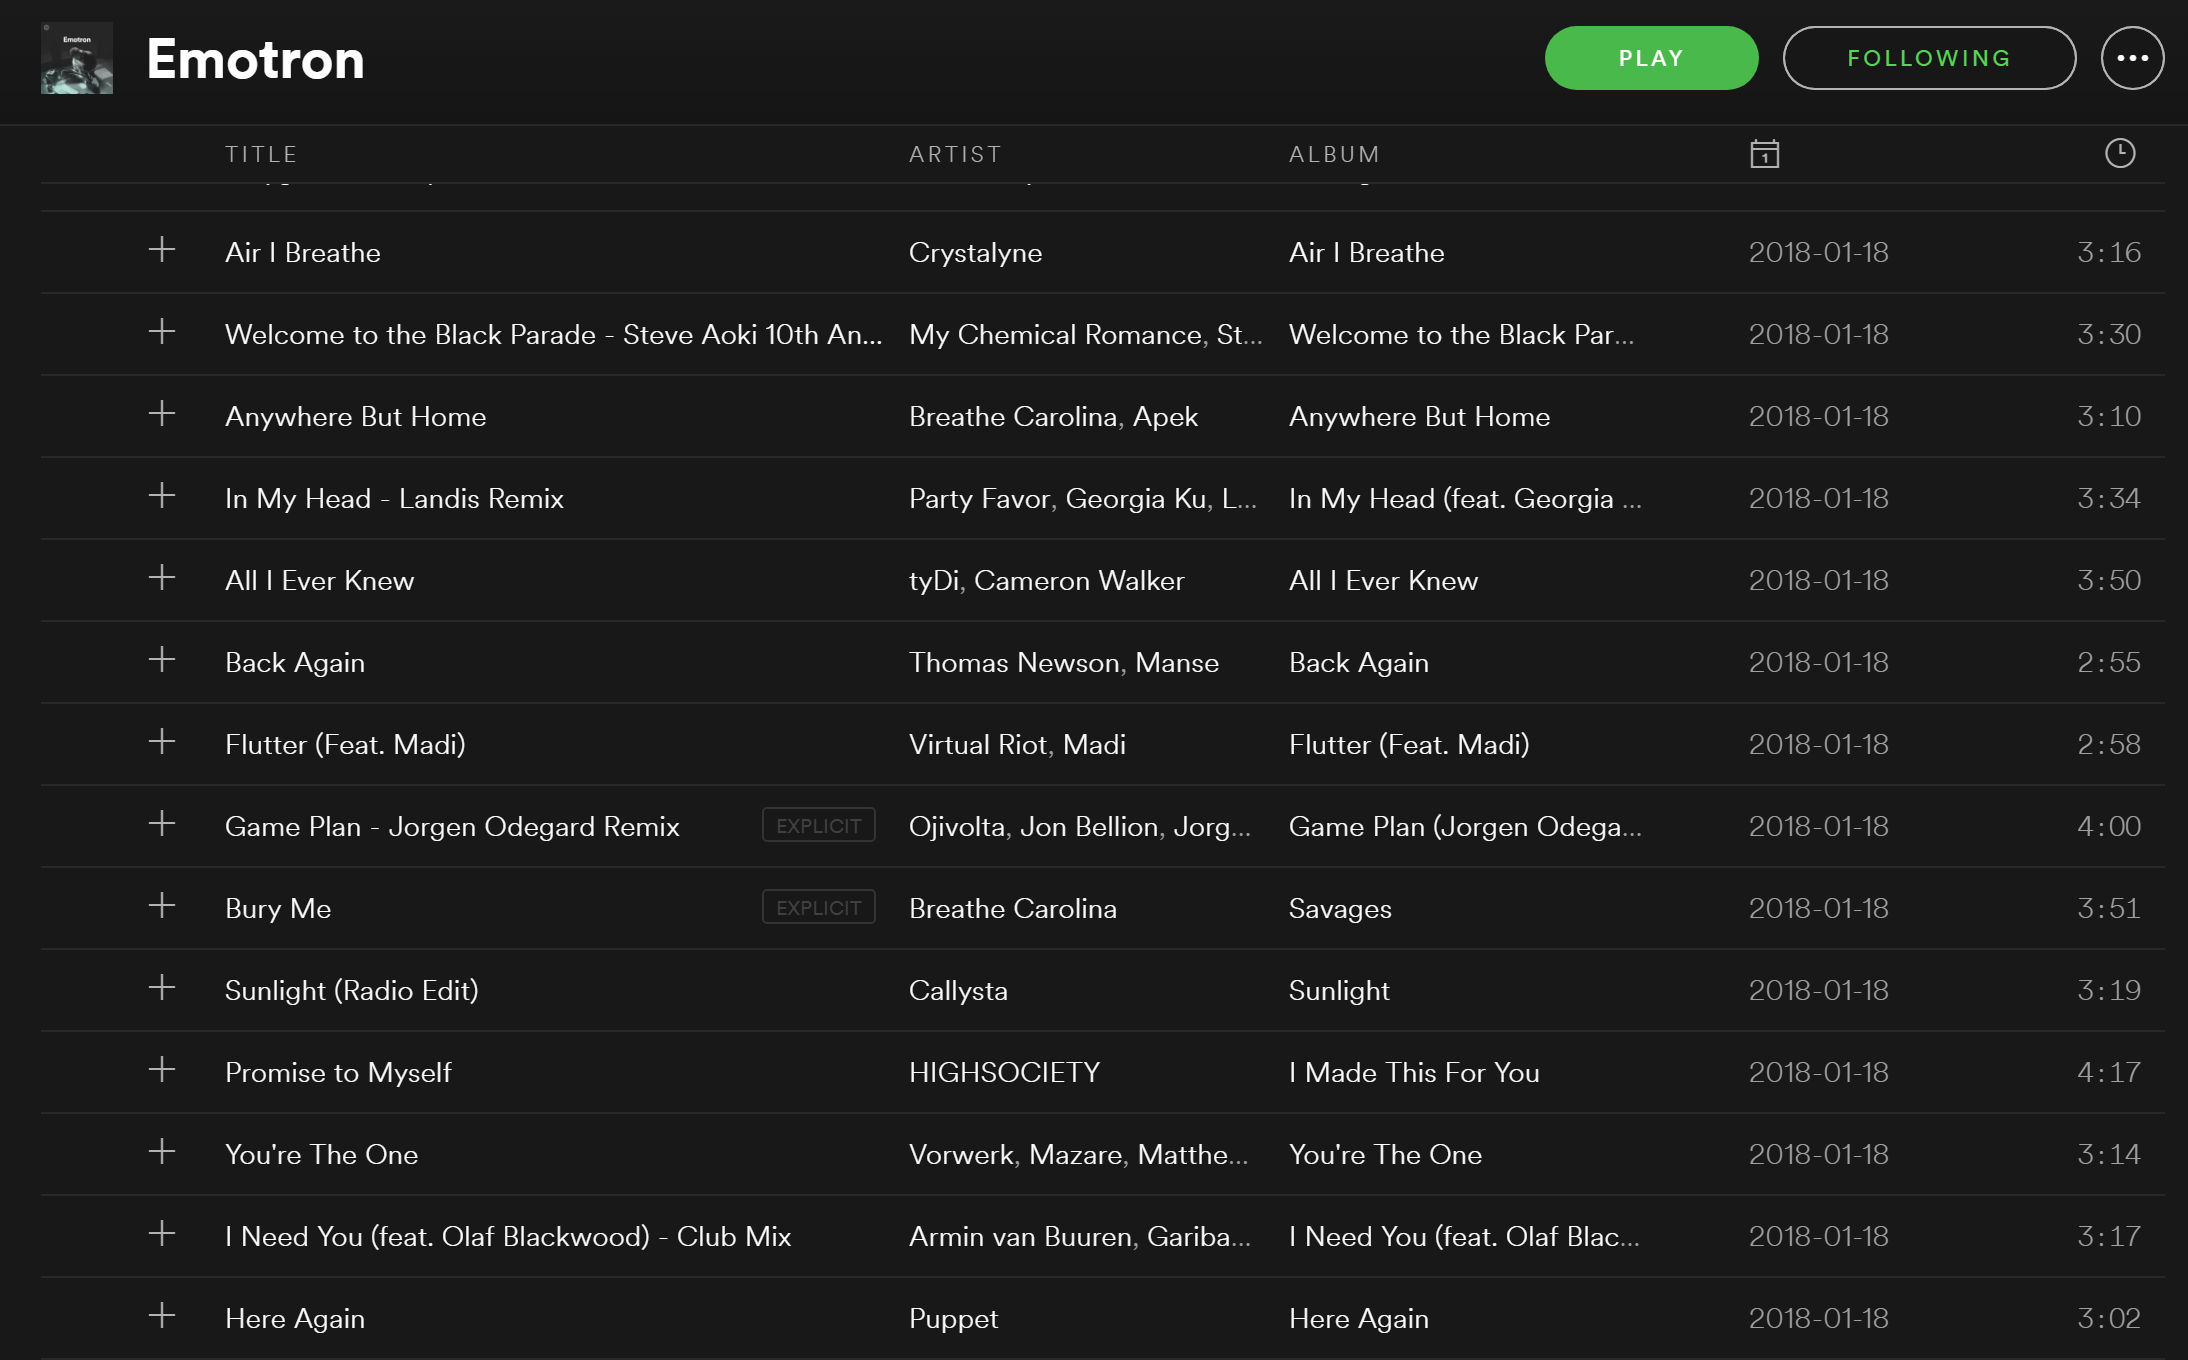 Emotron
Emotron
PLAY
FOLLOWING
TITLE ARTIST ALBUM 1
Air I Breathe Crystalyne Air I Breathe 2018-01-18 3:16
Welcome to the Black Parade - Steve Aoki 10th An... My Chemical Romance, St... Welcome to the Black Par... 2018-01-18 3:30
Anywhere But Home Breathe Carolina, Apek Anywhere But Home 2018-01-18 3:10
In My Head - Landis Remix Party Favor, Georgia Ku, L... In My Head (feat. Georgia ... 2018-01-18 3:34
All I Ever Knew tyDi, Cameron Walker All I Ever Knew 2018-01-18 3:50
Back Again Thomas Newson, Manse Back Again 2018-01-18 2:55
Flutter (Feat. Madi) Virtual Riot, Madi Flutter (Feat. Madi) 2018-01-18 2:58
Game Plan - Jorgen Odegard Remix EXPLICIT Ojivolta, Jon Bellion, Jorg... Game Plan (Jorgen Odega... 2018-01-18 4:00
Bury Me EXPLICIT Breathe Carolina Savages 2018-01-18 3:51
Sunlight (Radio Edit) Callysta Sunlight 2018-01-18 3:19
Promise to Myself HIGHSOCIETY I Made This For You 2018-01-18 4:17
You're The One Vorwerk, Mazare, Matthe... You're The One 2018-01-18 3:14
I Need You (feat. Olaf Blackwood) - Club Mix Armin van Buuren, Gariba... I Need You (feat. Olaf Blac... 2018-01-18 3:17
Here Again Puppet Here Again 2018-01-18 3:02